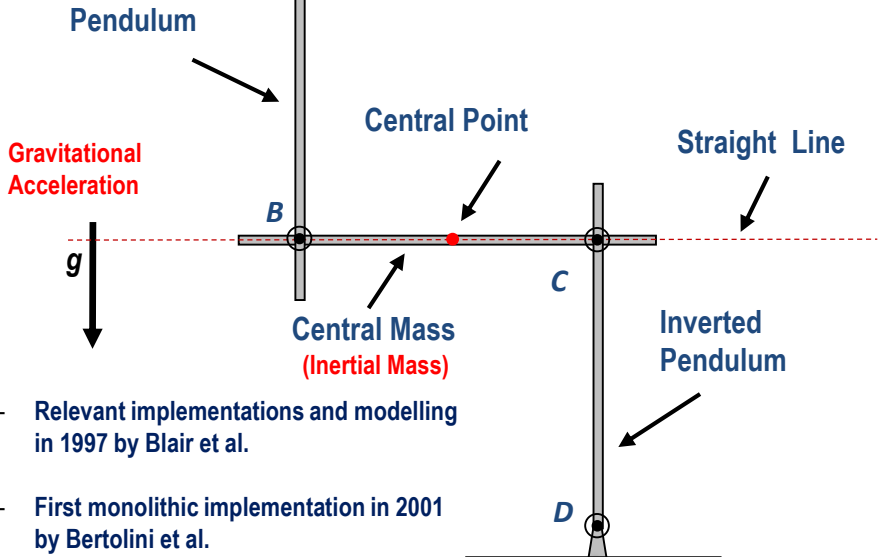 Pendulum
Central Point
Straight Line
Gravitational
Acceleration
B
g
C
Central Mass
(Inertial Mass)
Inverted
Pendulum
- Relevant implementations and modelling
in 1997 by Blair et al.
- First monolithic implementation in 2001
by Bertolini et al.
D